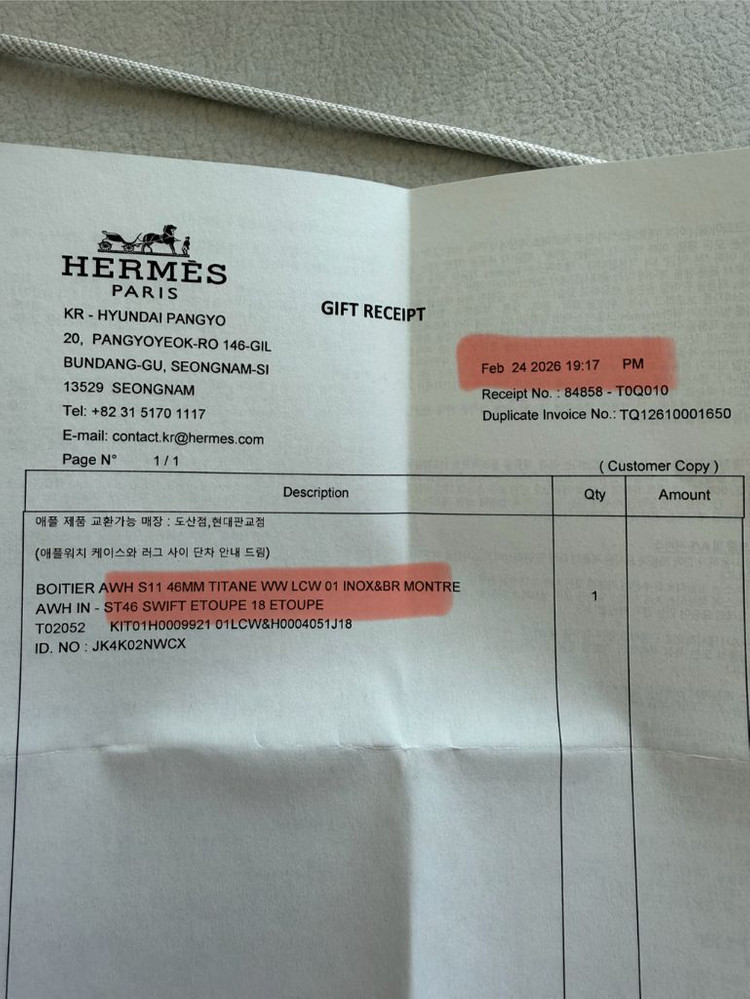 HERMÈS
PARIS
GIFT RECEIPT
KR - HYUNDAI PANGYO
20, PANGYOYEOK-RO 146-GIL
BUNDANG-GU, SEONGNAM-SI
13529 SEONGNAM
Tel: +82 31 5170 1117
E-mail: contact.kr@hermes.com
Page N° 1 / 1
Feb 24 2026 19:17 PM
Receipt No. : 84858 - T0Q010
Duplicate Invoice No.: TQ12610001650
( Customer Copy )
Description Qty Amount
애플 제품 교환가능 매장 : 도산점,현대판교점
(애플워치 케이스와 러그 사이 단차 안내 드림)
BOITIER AWH S11 46MM TITANE WW LCW 01 INOX&BR MONTRE 1
AWH IN - ST46 SWIFT ETOUPE 18 ETOUPE
T02052 KIT01H0009921 01LCW&H0004051J18
ID. NO : JK4K02NWCX